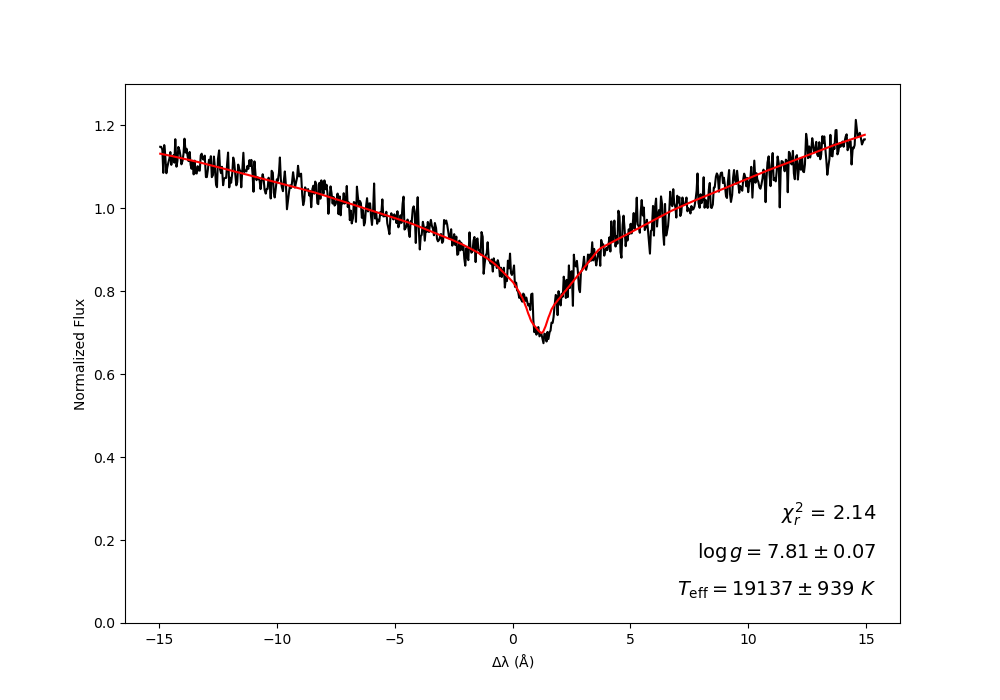 1.2
1.0
0.8
0.6
0.4
0.2
0.0
Normalized Flux
χ²ᵣ = 2.14
log g = 7.81 ± 0.07
T_eff = 19137 ± 939 K
−15 −10 −5 0 5 10 15
Δλ (Å)